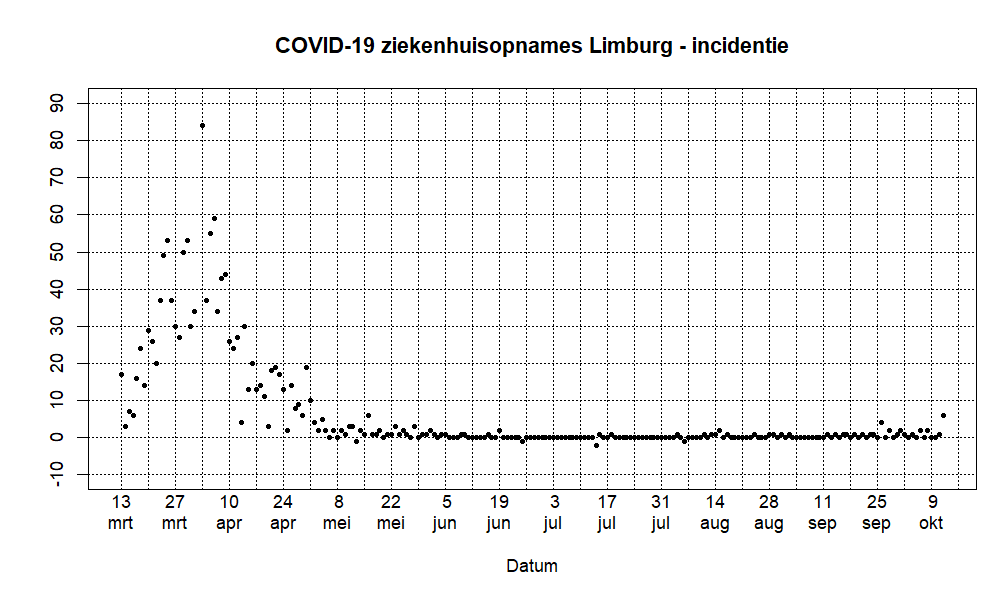 COVID-19 ziekenhuisopnames Limburg - incidentie
90
80
70
60
50
40
30
20
10
0
-10
13 27 10 24 8 22 5 19 3 17 31 14 28 11 25 9
mrt mrt apr apr mei mei jun jun jul jul jul aug aug sep sep okt
Datum